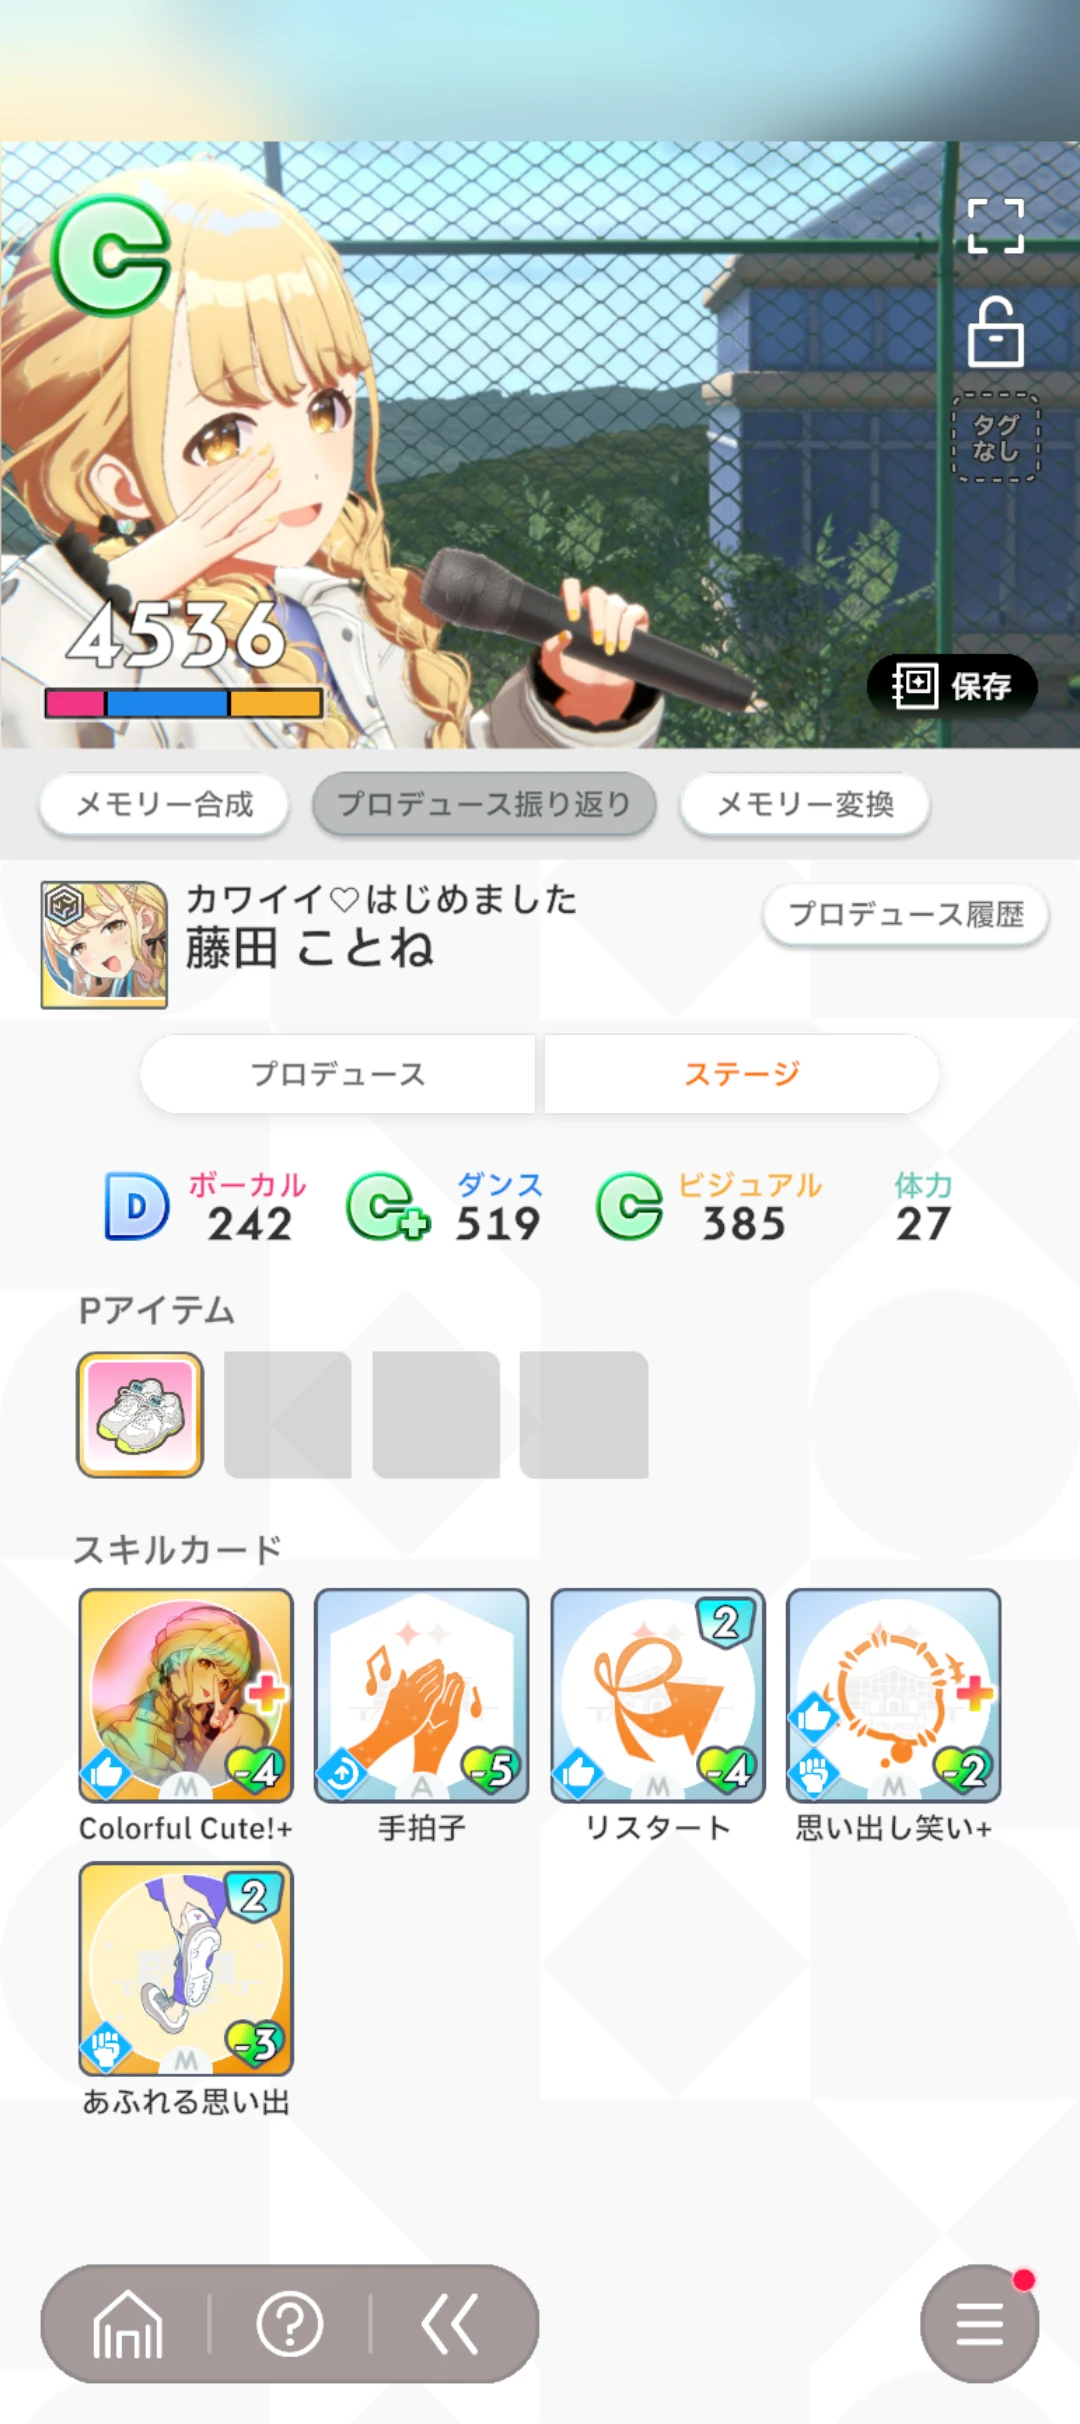 C
タグ
なし
4536
保存
メモリー合成
プロデュース振り返り
メモリー変換
カワイイ♡はじめました
藤田 ことね
プロデュース履歴
プロデュース
ステージ
D ボーカル 242
C+ ダンス 519
C ビジュアル 385
体力 27
Pアイテム
スキルカード
M -4
A -5
2 M -4
M -2
Colorful Cute!+
手拍子
リスタート
思い出し笑い+
2 M -3
あふれる思い出